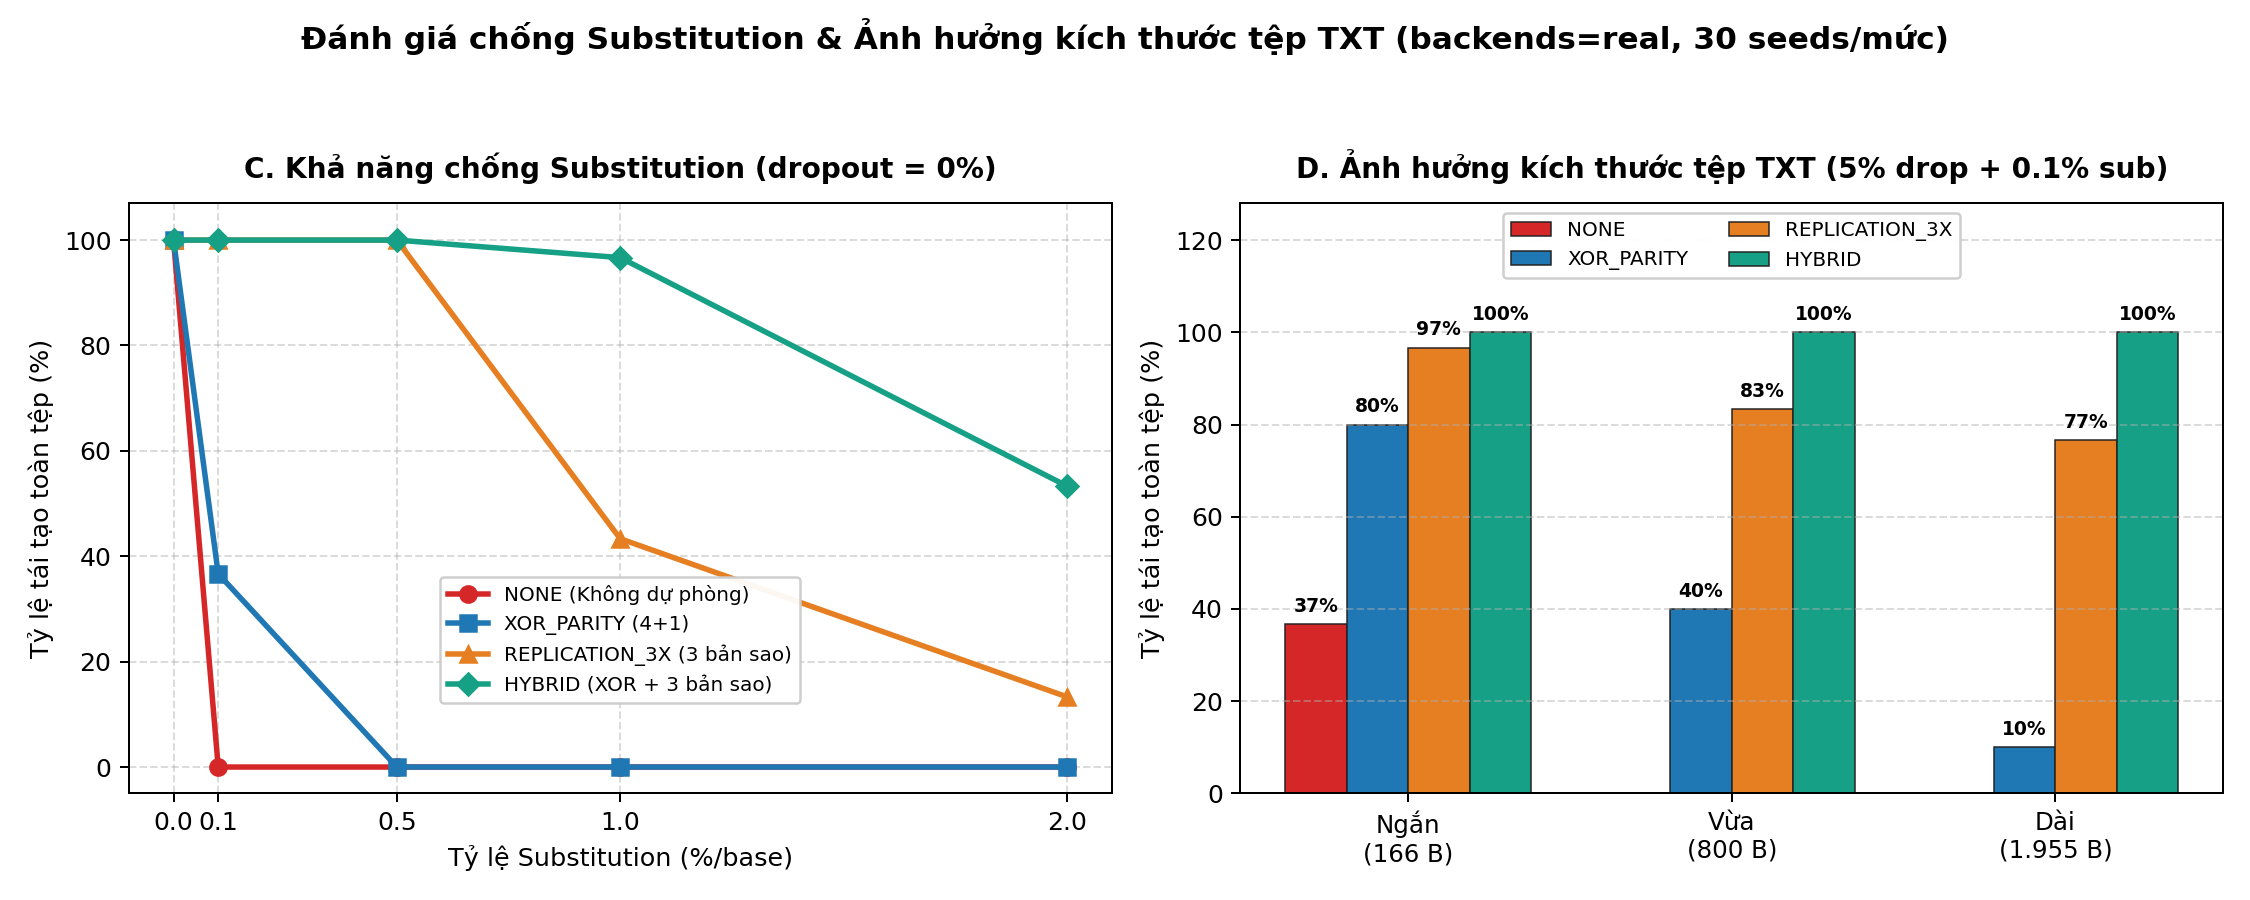 Đánh giá chống Substitution & Ảnh hưởng kích thước tệp TXT (backends=real, 30 seeds/mức)
C. Khả năng chống Substitution (dropout = 0%)
Tỷ lệ tái tạo toàn tệp (%)
100
80
60
40
20
0
NONE (Không dự phòng)
XOR_PARITY (4+1)
REPLICATION_3X (3 bản sao)
HYBRID (XOR + 3 bản sao)
0.0 0.1 0.5 1.0 2.0
Tỷ lệ Substitution (%/base)
D. Ảnh hưởng kích thước tệp TXT (5% drop + 0.1% sub)
Tỷ lệ tái tạo toàn tệp (%)
120
100
80
60
40
20
0
NONE
XOR_PARITY
REPLICATION_3X
HYBRID
37% 80% 97% 100%
40% 83% 100%
10% 77% 100%
Ngắn
(166 B)
Vừa
(800 B)
Dài
(1.955 B)